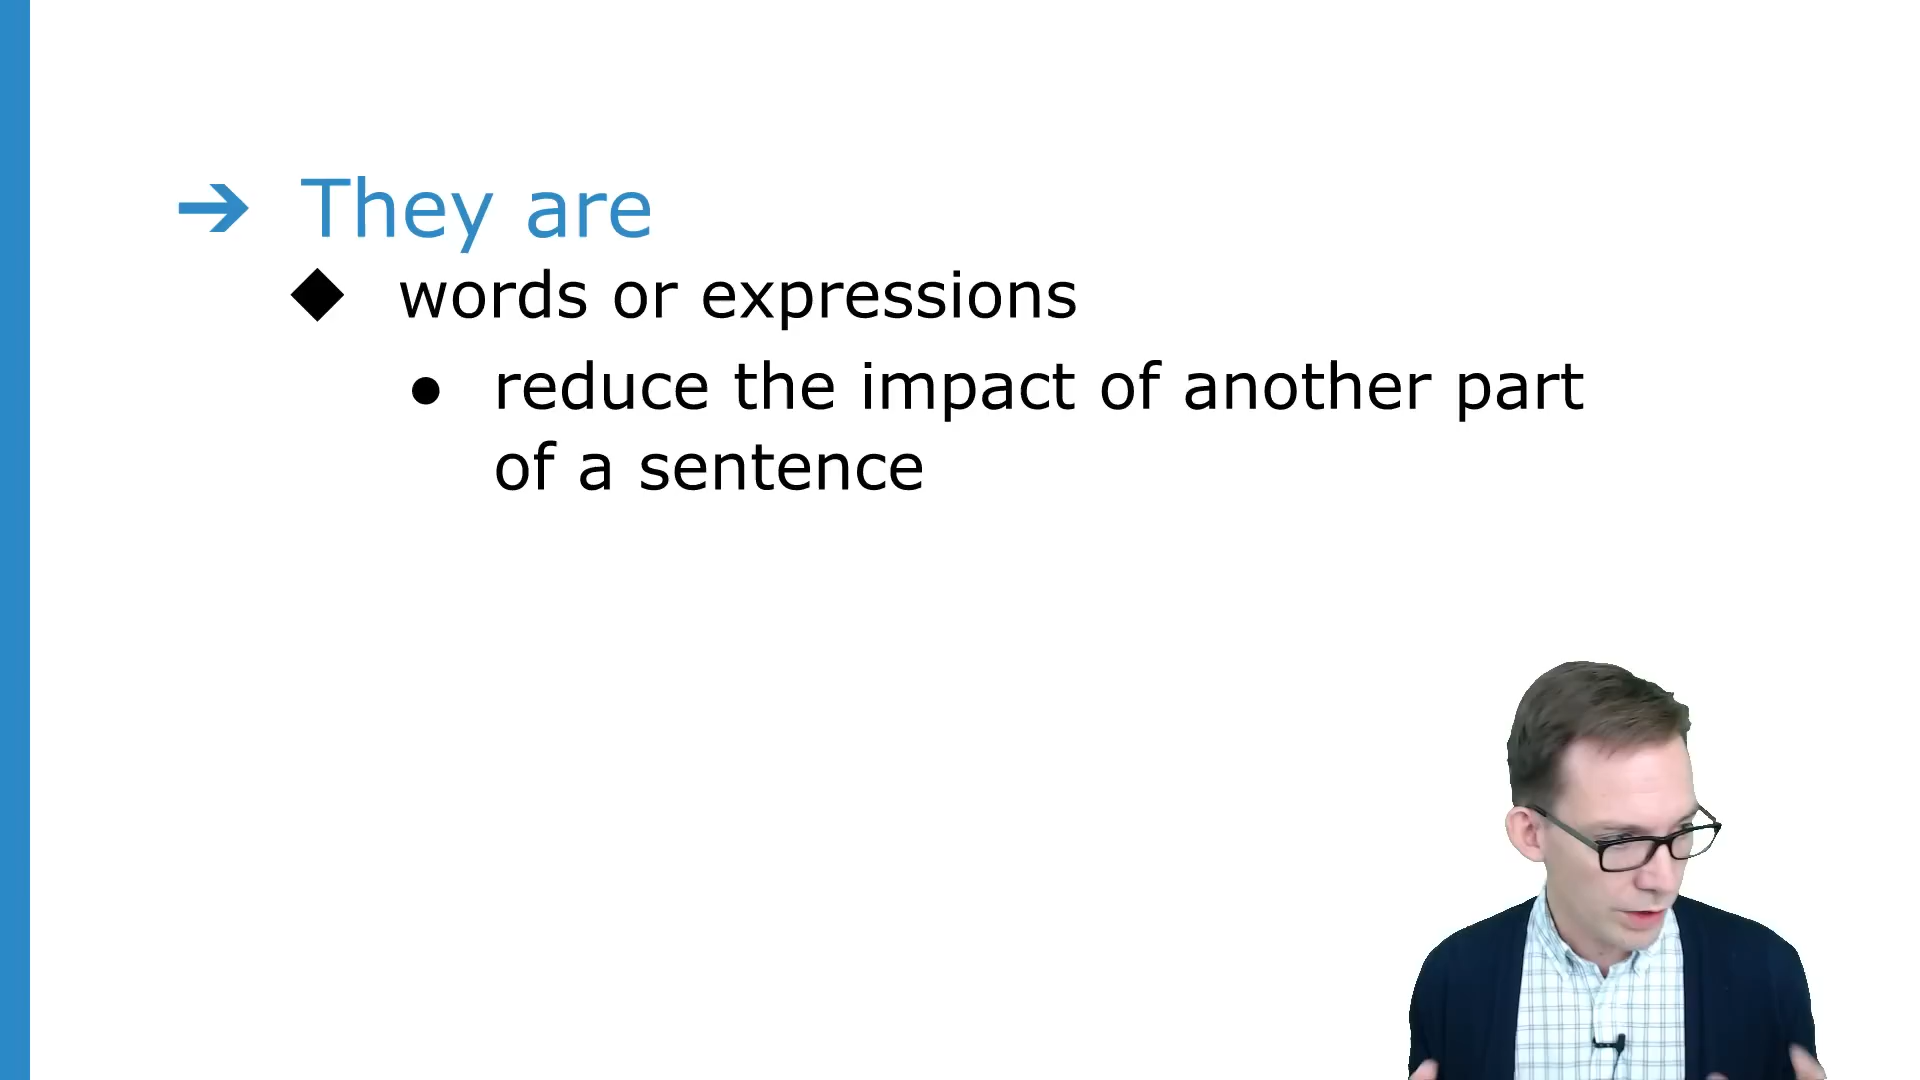 ➔ They are
◆ words or expressions
● reduce the impact of another part
of a sentence